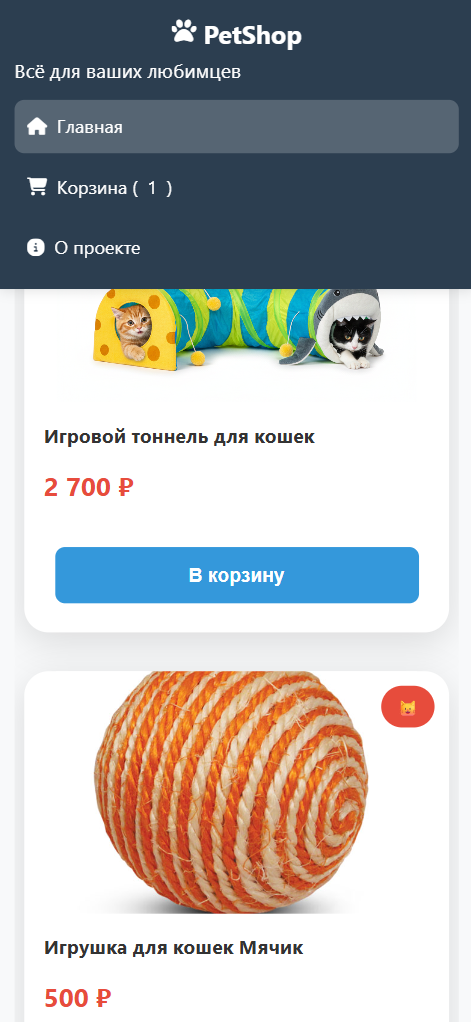 PetShop
Всё для ваших любимцев
Главная
Корзина ( 1 )
О проекте
Игровой тоннель для кошек
2 700 ₽
В корзину
Игрушка для кошек Мячик
500 ₽